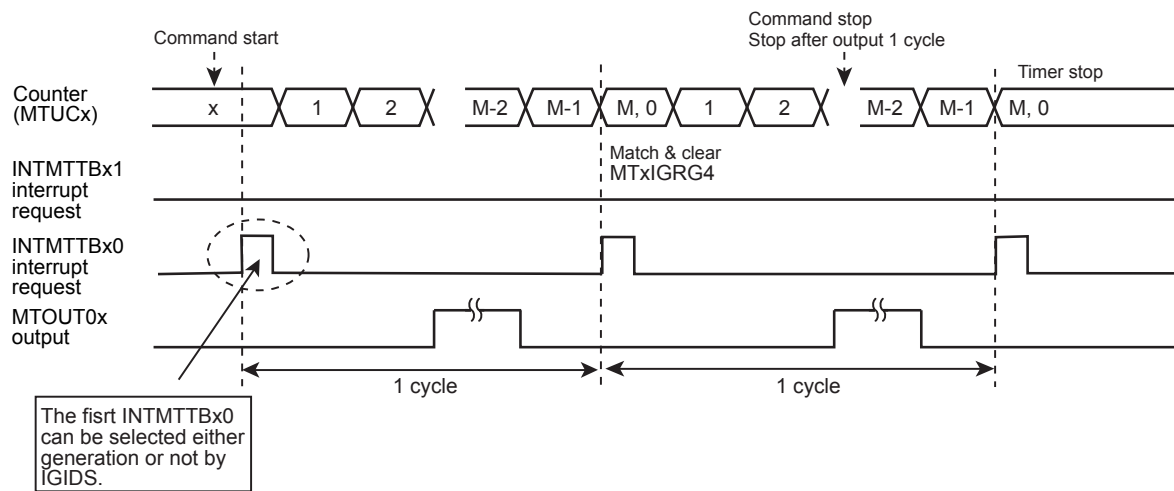 Command start
Command stop
Stop after output 1 cycle
Timer stop
Counter
(MTUCx)
x 1 2 M-2 M-1 M, 0 1 2 M-2 M-1 M, 0
Match & clear
MTxIGRG4
INTMTTBx1
interrupt
request
INTMTTBx0
interrupt
request
MTOUT0x
output
1 cycle 1 cycle
The fisrt INTMTTBx0
can be selected either
generation or not by
IGIDS.